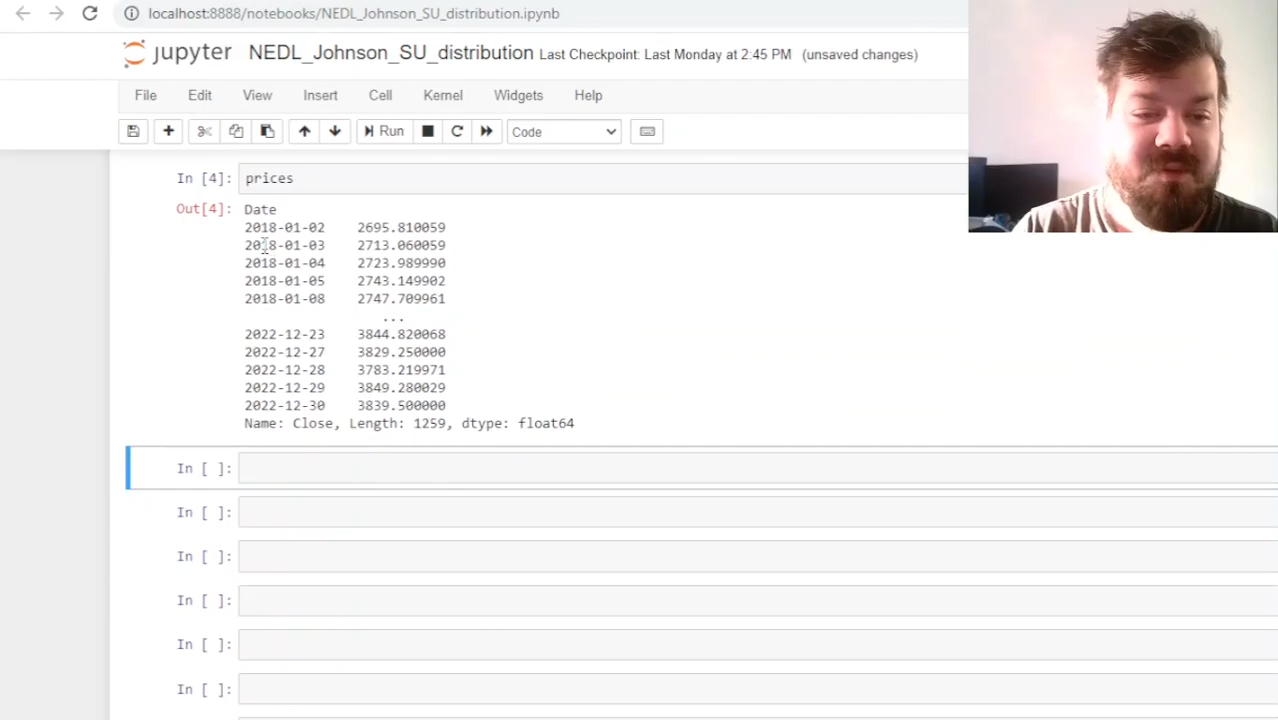 localhost:8888/notebooks/NEDL_Johnson_SU_distribution.ipynb
jupyter NEDL_Johnson_SU_distribution Last Checkpoint: Last Monday at 2:45 PM (unsaved changes)
File Edit View Insert Cell Kernel Widgets Help
Run Code
In [4]: prices
Out[4]: Date
2018-01-02 2695.810059
2018-01-03 2713.060059
2018-01-04 2723.989990
2018-01-05 2743.149902
2018-01-08 2747.709961
...
2022-12-23 3844.820068
2022-12-27 3829.250000
2022-12-28 3783.219971
2022-12-29 3849.280029
2022-12-30 3839.500000
Name: Close, Length: 1259, dtype: float64
In [ ]:
In [ ]:
In [ ]:
In [ ]:
In [ ]:
In [ ]: